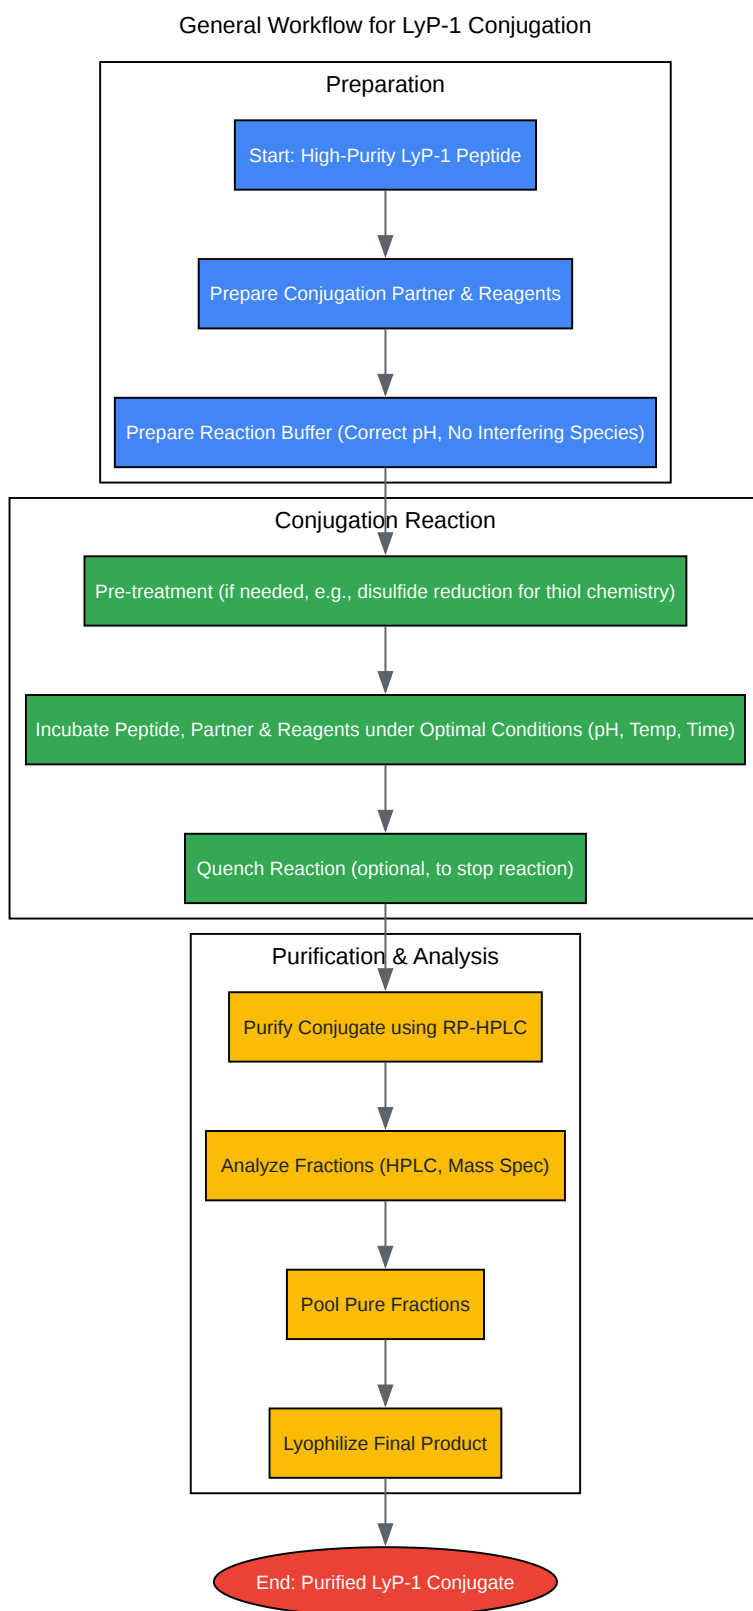 General Workflow for LyP-1 Conjugation
Preparation
Start: High-Purity LyP-1 Peptide
Prepare Conjugation Partner & Reagents
Prepare Reaction Buffer (Correct pH, No Interfering Species)
Conjugation Reaction
Pre-treatment (if needed, e.g., disulfide reduction for thiol chemistry)
Incubate Peptide, Partner & Reagents under Optimal Conditions (pH, Temp, Time)
Quench Reaction (optional, to stop reaction)
Purification & Analysis
Purify Conjugate using RP-HPLC
Analyze Fractions (HPLC, Mass Spec)
Pool Pure Fractions
Lyophilize Final Product
End: Purified LyP-1 Conjugate